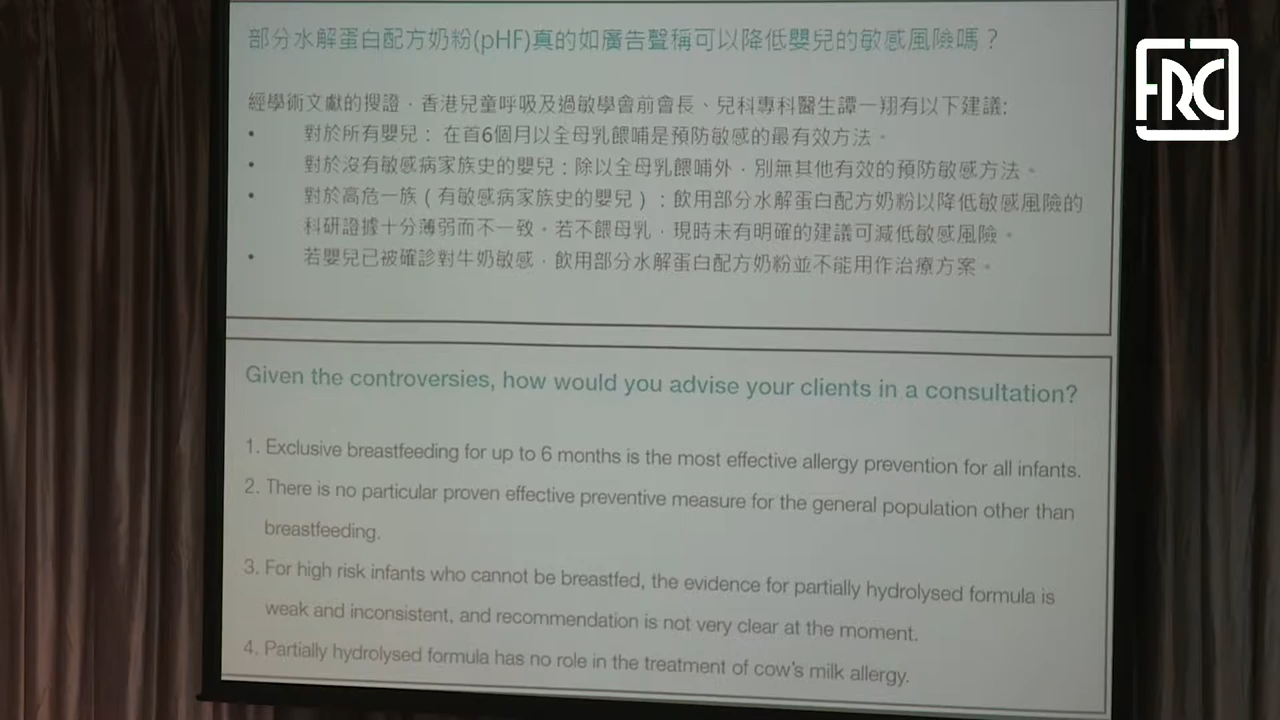 部分水解蛋白配方奶粉(pHF)真的如廣告聲稱可以降低嬰兒的敏感風險嗎？
經學術文獻的搜證，香港兒童呼吸及過敏學會前會長、兒科專科醫生譚一翔有以下建議:
• 對於所有嬰兒： 在首6個月以全母乳餵哺是預防敏感的最有效方法。
• 對於沒有敏感病家族史的嬰兒：除以全母乳餵哺外，別無其他有效的預防敏感方法。
• 對於高危一族（有敏感病家族史的嬰兒）：飲用部分水解蛋白配方奶粉以降低敏感風險的
科研證據十分薄弱而不一致。若不餵母乳，現時未有明確的建議可減低敏感風險。
• 若嬰兒已被確診對牛奶敏感，飲用部分水解蛋白配方奶粉並不能用作治療方案。
Given the controversies, how would you advise your clients in a consultation?
1. Exclusive breastfeeding for up to 6 months is the most effective allergy prevention for all infants.
2. There is no particular proven effective preventive measure for the general population other than
breastfeeding.
3. For high risk infants who cannot be breastfed, the evidence for partially hydrolysed formula is
weak and inconsistent, and recommendation is not very clear at the moment.
4. Partially hydrolysed formula has no role in the treatment of cow's milk allergy.
FRC